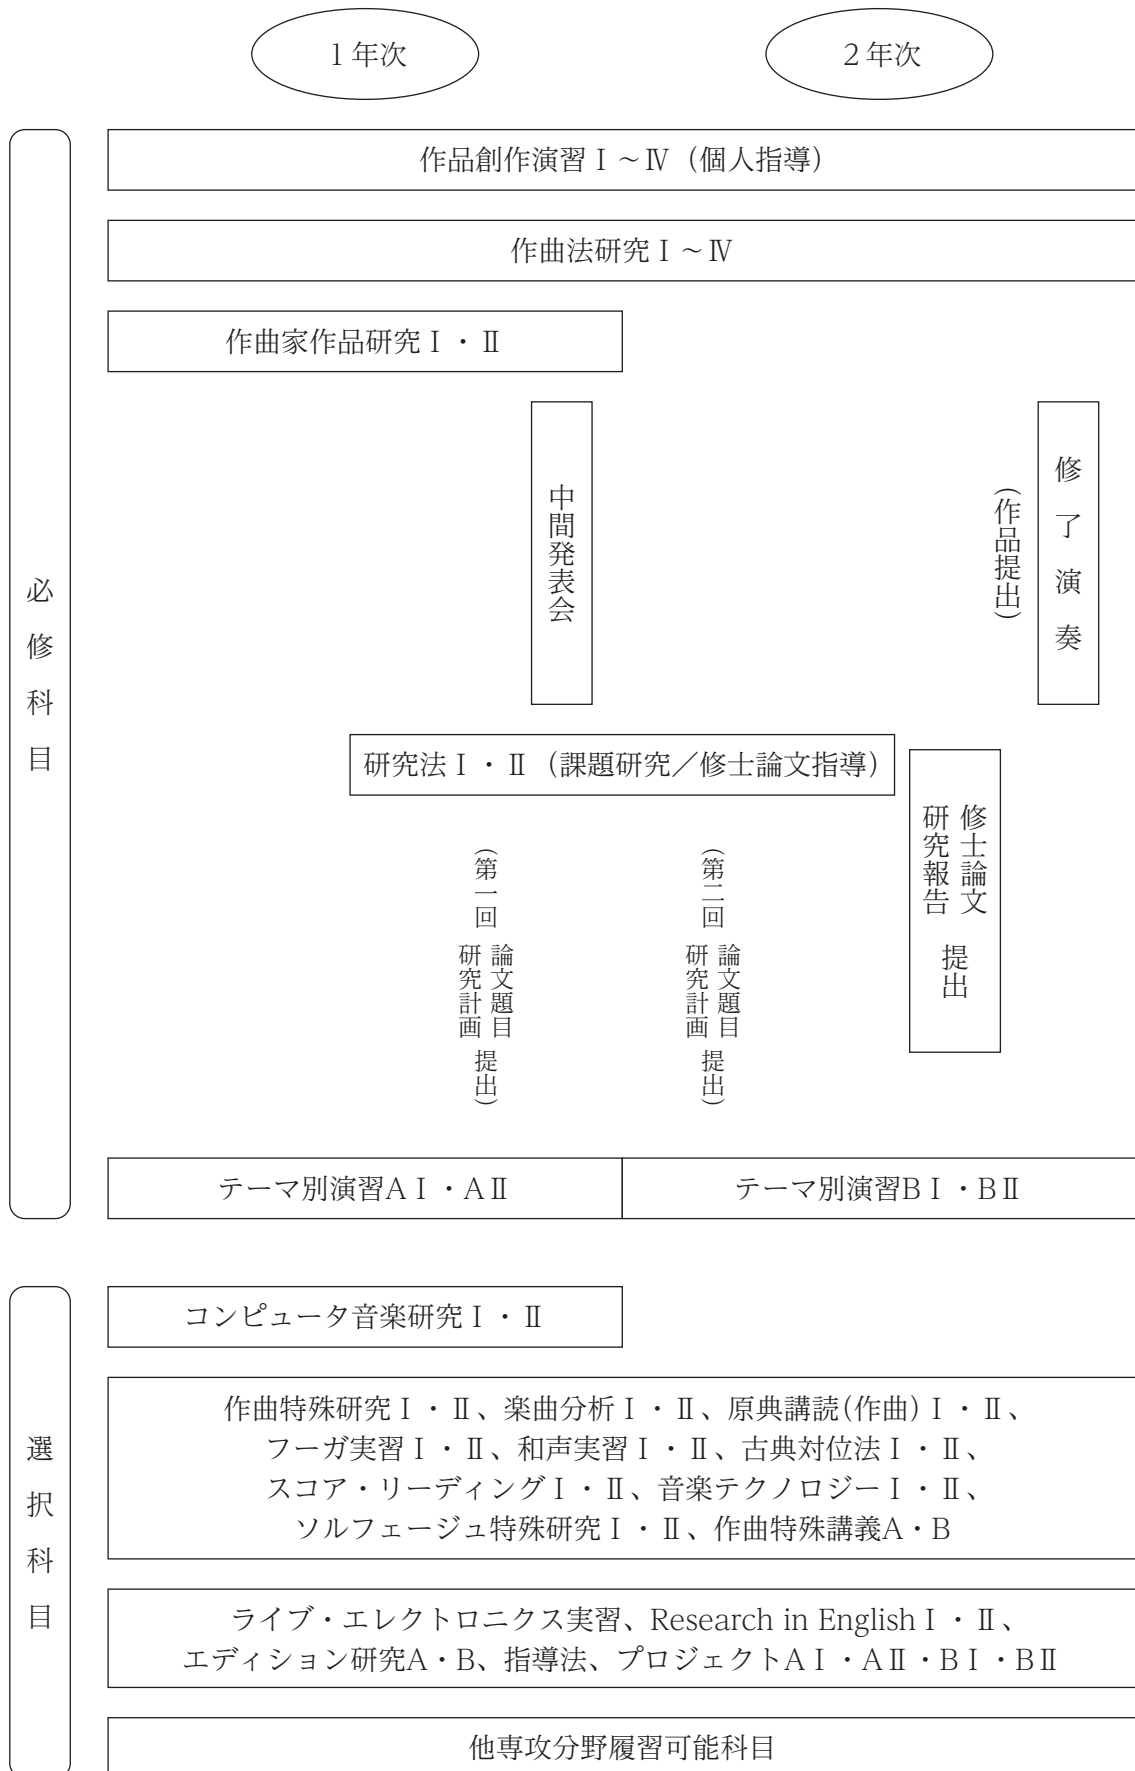 1年次
2年次
必修科目
作品創作演習Ⅰ～Ⅳ（個人指導）
作曲法研究Ⅰ～Ⅳ
作曲家作品研究Ⅰ・Ⅱ
中間発表会
修了演奏
（作品提出）
研究法Ⅰ・Ⅱ（課題研究／修士論文指導）
（第一回
論文題目
研究計画
提出）
（第二回
論文題目
研究計画
提出）
修士論文
研究報告
提出
テーマ別演習AⅠ・AⅡ
テーマ別演習BⅠ・BⅡ
選択科目
コンピュータ音楽研究Ⅰ・Ⅱ
作曲特殊研究Ⅰ・Ⅱ、楽曲分析Ⅰ・Ⅱ、原典講読(作曲)Ⅰ・Ⅱ、
フーガ実習Ⅰ・Ⅱ、和声実習Ⅰ・Ⅱ、古典対位法Ⅰ・Ⅱ、
スコア・リーディングⅠ・Ⅱ、音楽テクノロジーⅠ・Ⅱ、
ソルフェージュ特殊研究Ⅰ・Ⅱ、作曲特殊講義A・B
ライブ・エレクトロニクス実習、Research in EnglishⅠ・Ⅱ、
エディション研究A・B、指導法、プロジェクトAⅠ・AⅡ・BⅠ・BⅡ
他専攻分野履習可能科目